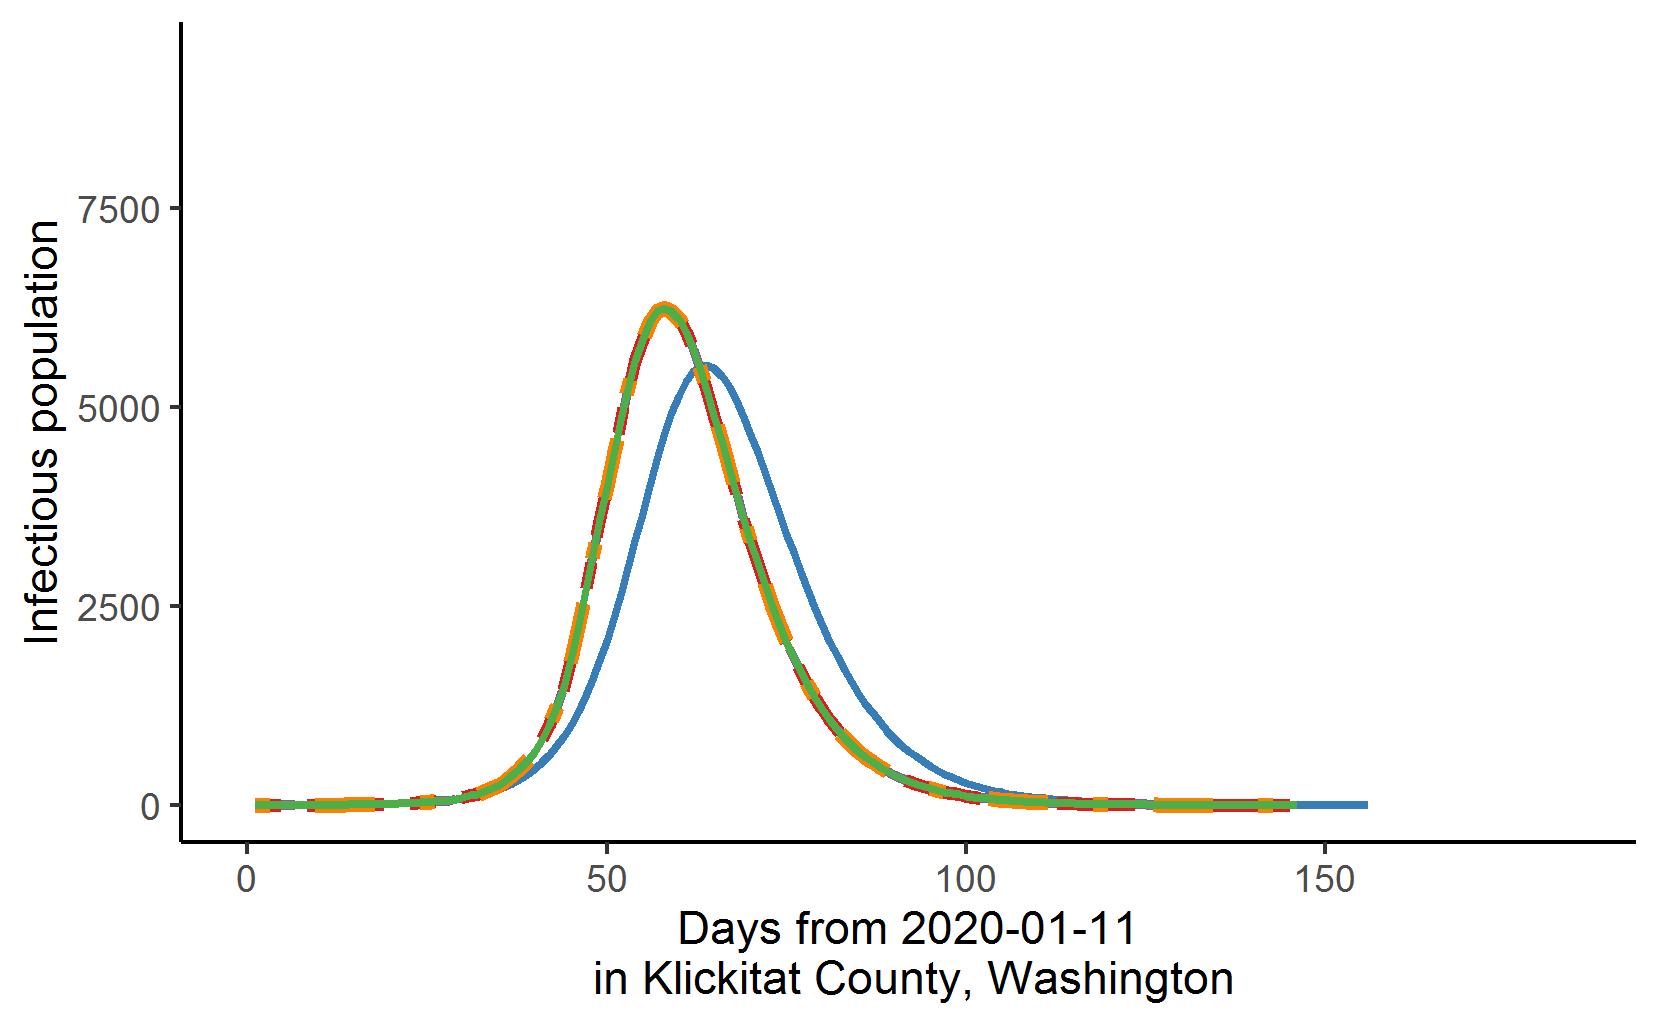 Infectious population
7500
5000
2500
0
0 50 100 150
Days from 2020-01-11
in Klickitat County, Washington